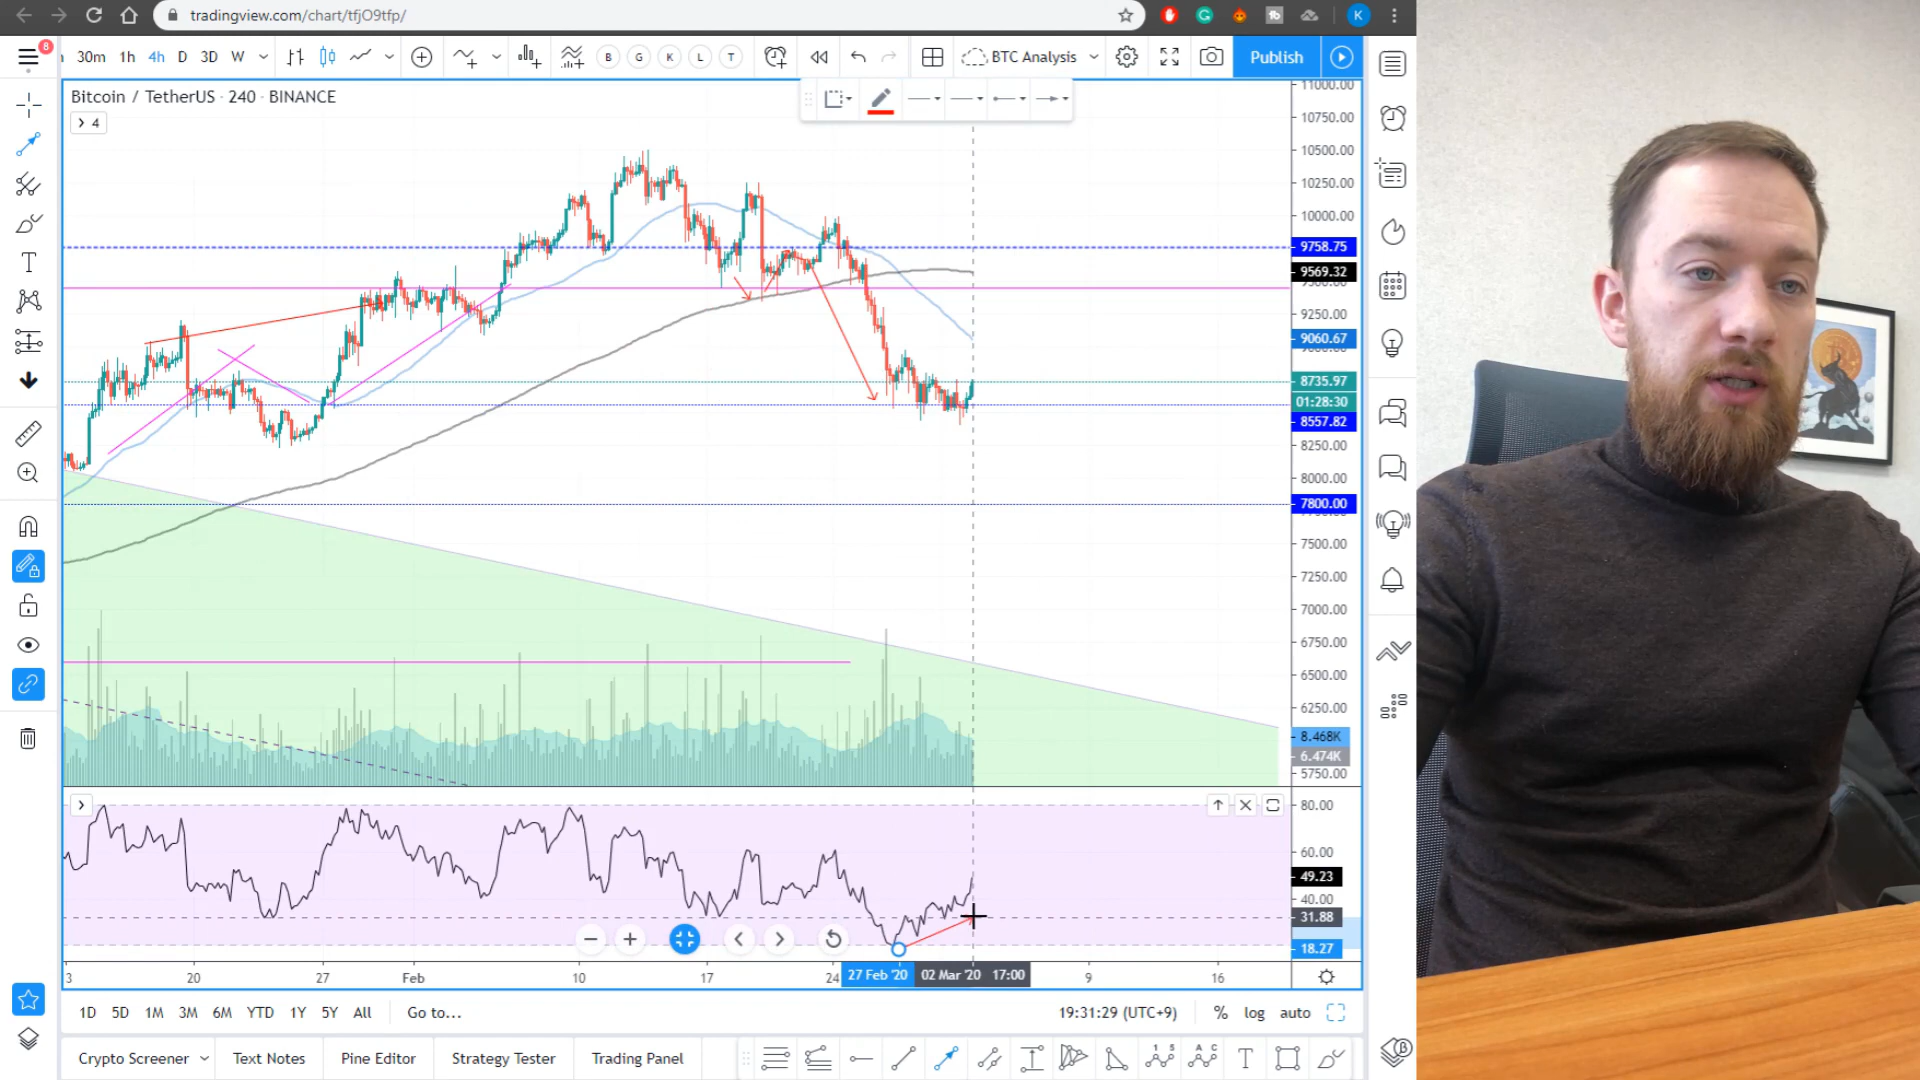 tradingview.com/chart/tfjO9tfp/
K
8
30m 1h 4h D 3D W
B G K L T
BTC Analysis
Publish
Bitcoin / TetherUS · 240 · BINANCE
4
11000.00
10750.00
10500.00
10250.00
10000.00
9758.75
9569.32
9250.00
9060.67
8735.97
01:28:30
8557.82
8250.00
8000.00
7800.00
7500.00
7250.00
7000.00
6750.00
6500.00
6250.00
8.468K
6.474K
5750.00
80.00
60.00
49.23
40.00
31.88
18.27
3 20 27 Feb 10 17 24 27 Feb '20 02 Mar '20 17:00 9 16
1D 5D 1M 3M 6M YTD 1Y 5Y All Go to...
19:31:29 (UTC+9) % log auto
Crypto Screener Text Notes Pine Editor Strategy Tester Trading Panel